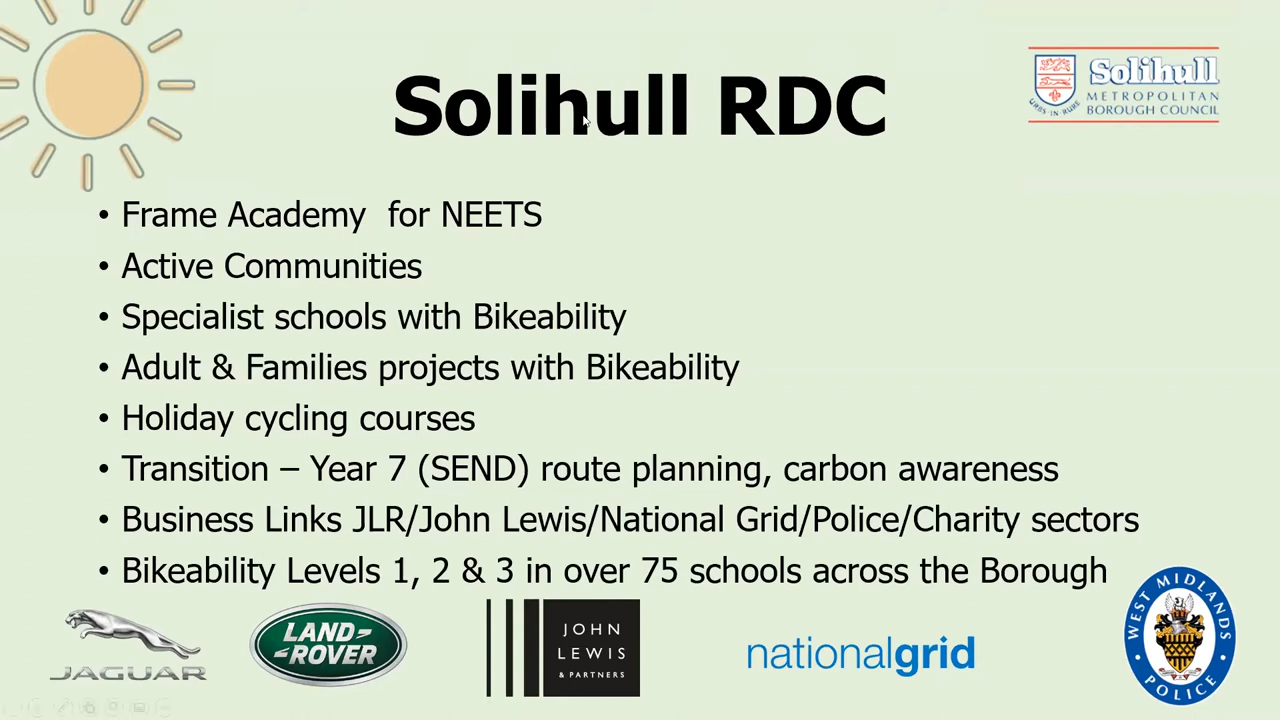 Solihull RDC
Solihull
METROPOLITAN
BOROUGH COUNCIL
URBS·IN·RURE
• Frame Academy  for NEETS
• Active Communities
• Specialist schools with Bikeability
• Adult & Families projects with Bikeability
• Holiday cycling courses
• Transition – Year 7 (SEND) route planning, carbon awareness
• Business Links JLR/John Lewis/National Grid/Police/Charity sectors
• Bikeability Levels 1, 2 & 3 in over 75 schools across the Borough
JAGUAR
LAND-
-ROVER
JOHN
LEWIS
& PARTNERS
nationalgrid
WEST MIDLANDS
POLICE